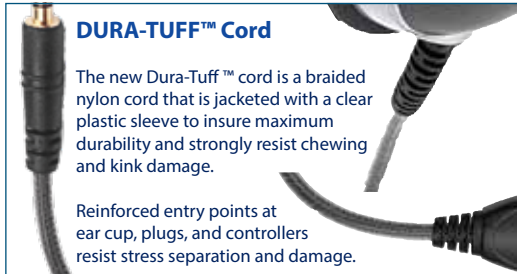 DURA-TUFF™ Cord
The new Dura-Tuff ™ cord is a braided
nylon cord that is jacketed with a clear
plastic sleeve to insure maximum
durability and strongly resist chewing
and kink damage.
Reinforced entry points at
ear cup, plugs, and controllers
resist stress separation and damage.